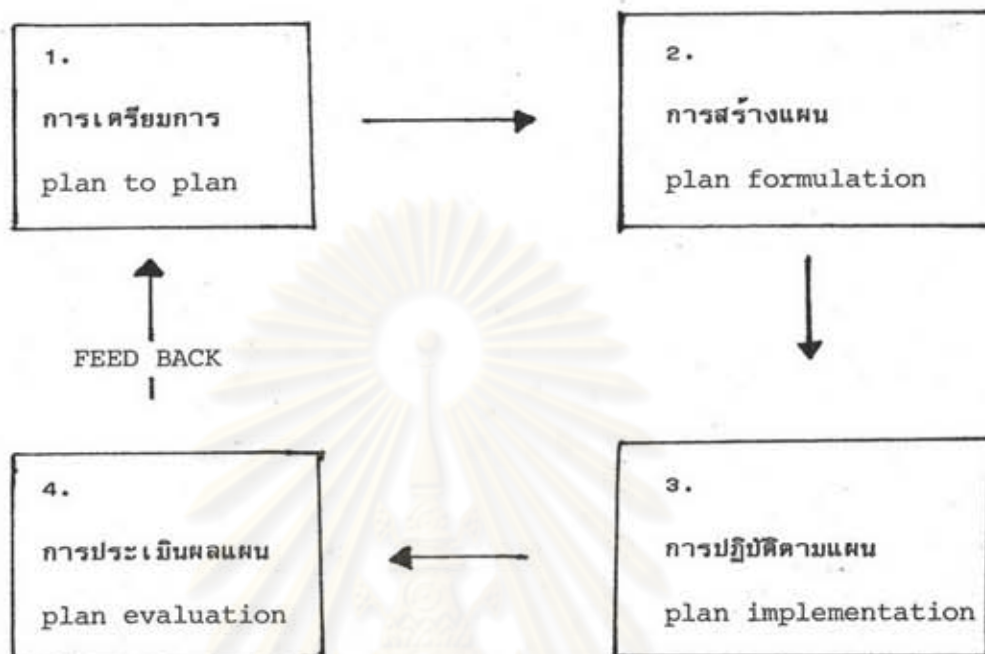 1.
การเตรียมการ
plan to plan
2.
การสร้างแผน
plan formulation
FEED BACK
4.
การประเมินผลแผน
plan evaluation
3.
การปฏิบัติตามแผน
plan implementation